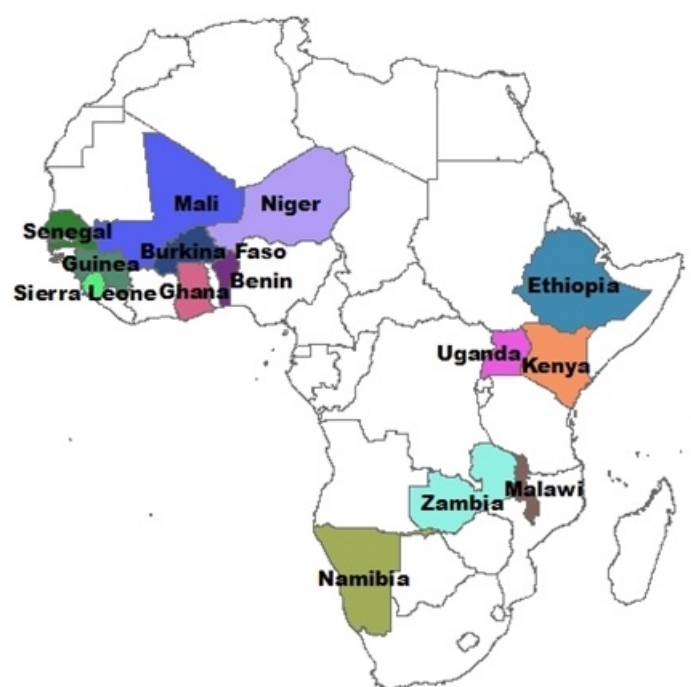 Mali
Niger
Senegal
Burkina Faso
Guinea
Benin
Sierra Leone
Ghana
Ethiopia
Uganda
Kenya
Malawi
Zambia
Namibia